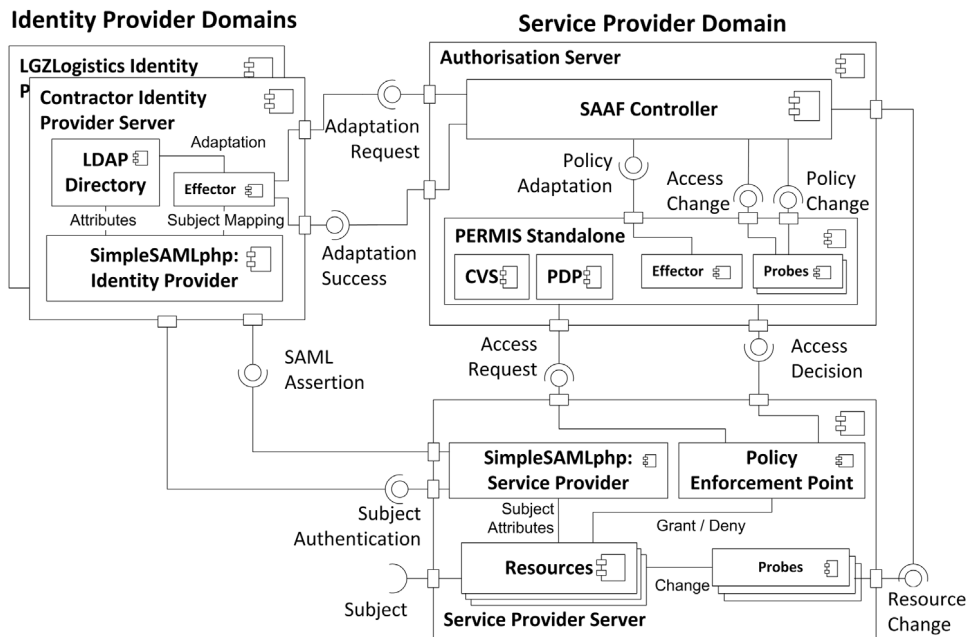 Identity Provider Domains
Service Provider Domain
LGZLogistics Identity
P
Contractor Identity
Provider Server
Adaptation
LDAP
Directory
Effector
Attributes
Subject Mapping
SimpleSAMLphp:
Identity Provider
Adaptation
Request
Adaptation
Success
Authorisation Server
SAAF Controller
Policy
Adaptation
Access
Change
Policy
Change
PERMIS Standalone
CVS
PDP
Effector
Probes
SAML
Assertion
Access
Request
Access
Decision
SimpleSAMLphp:
Service Provider
Policy
Enforcement Point
Subject
Authentication
Subject
Attributes
Grant / Deny
Resources
Change
Probes
Subject
Service Provider Server
Resource
Change